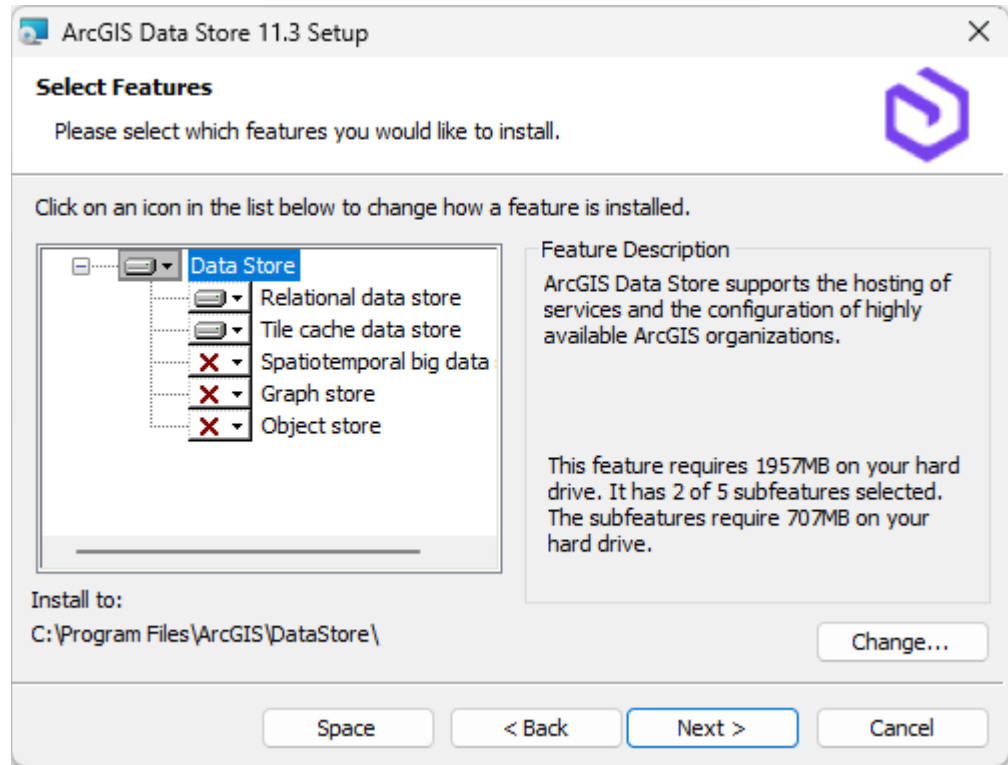 ArcGIS Data Store 11.3 Setup
Select Features
Please select which features you would like to install.
Click on an icon in the list below to change how a feature is installed.
Data Store
Relational data store
Tile cache data store
Spatiotemporal big data
Graph store
Object store
Feature Description
ArcGIS Data Store supports the hosting of
services and the configuration of highly
available ArcGIS organizations.
This feature requires 1957MB on your hard
drive. It has 2 of 5 subfeatures selected.
The subfeatures require 707MB on your
hard drive.
Install to:
C:\Program Files\ArcGIS\DataStore\
Change...
Space
< Back
Next >
Cancel